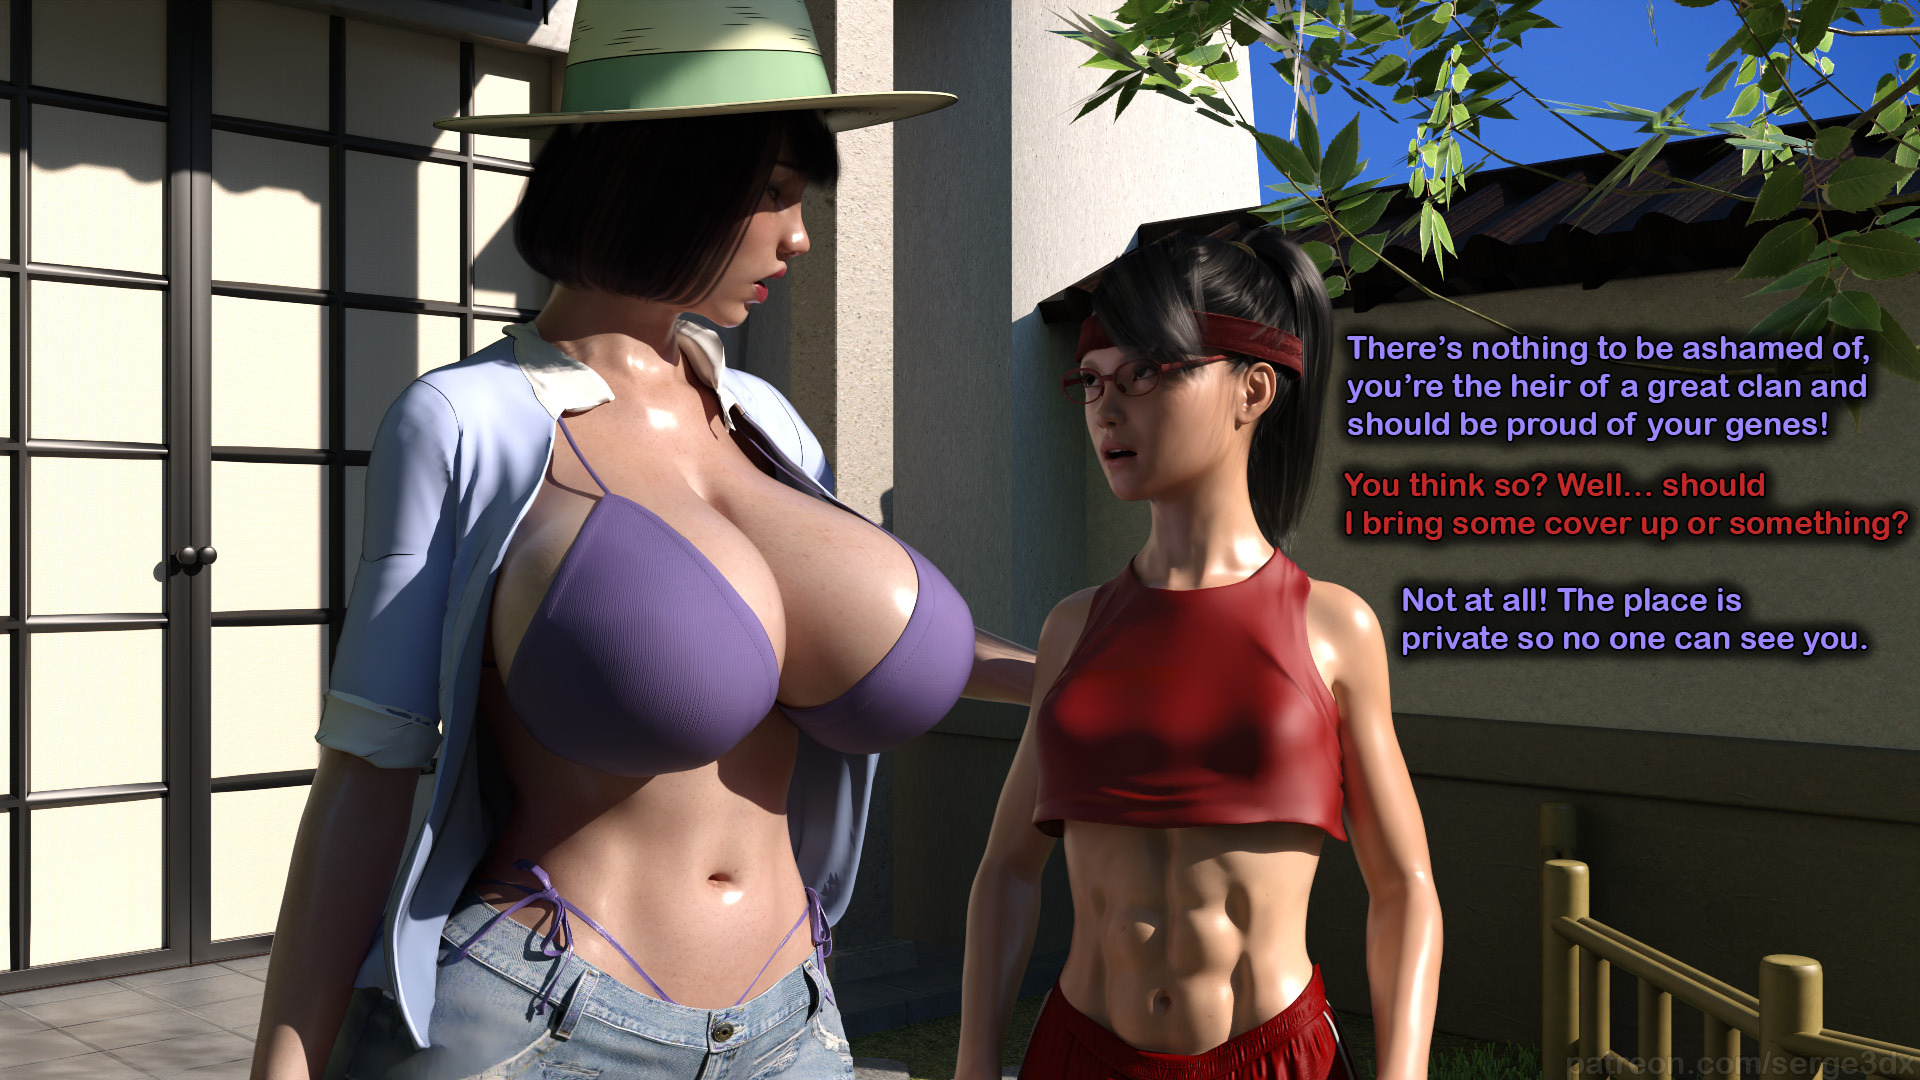 There’s nothing to be ashamed of,
you’re the heir of a great clan and
should be proud of your genes!
You think so? Well... should
I bring some cover up or something?
Not at all! The place is
private so no one can see you.
patreon.com/serge3dx